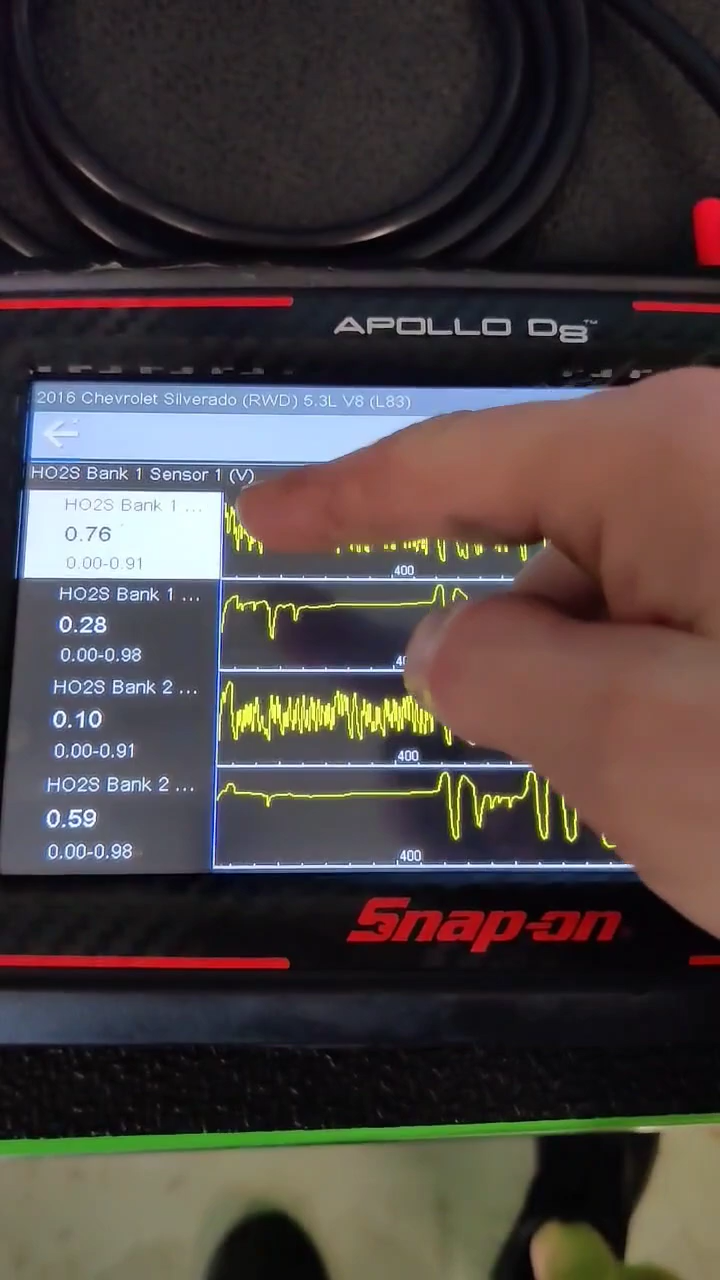 APOLLO D8™
2016 Chevrolet Silverado (RWD) 5.3L V8 (L83)
HO2S Bank 1 Sensor 1 (V)
HO2S Bank 1 ...
0.76
0.00-0.91
400
HO2S Bank 1 ...
0.28
0.00-0.98
HO2S Bank 2 ...
0.10
0.00-0.91
400
HO2S Bank 2 ...
0.59
0.00-0.98
400
Snap-on